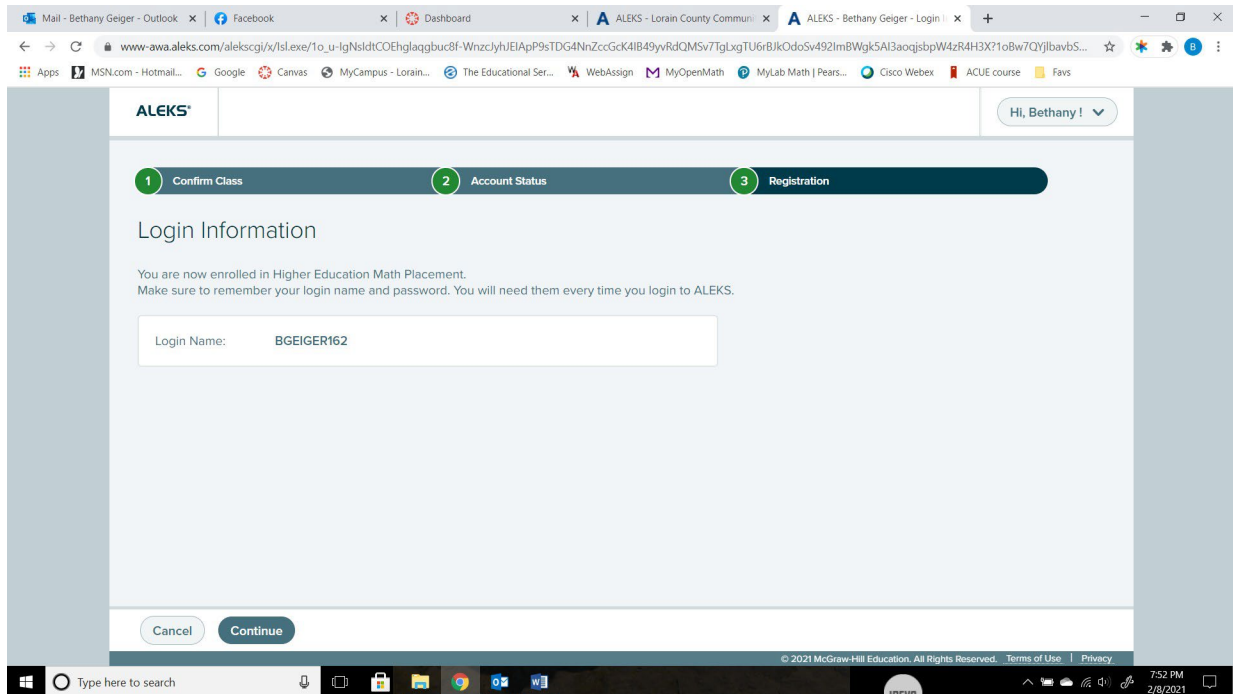 Mail - Bethany Geiger - Outlook
Facebook
Dashboard
ALEKS - Lorain County Commun
ALEKS - Bethany Geiger - Login
Apps
MSN.com - Hotmail...
Google
Canvas
MyCampus - Lorain...
The Educational Ser...
WebAssign
MyOpenMath
MyLab Math | Pears...
Cisco Webex
ACUE course
Favs
B
ALEKS®
Hi, Bethany !
1 Confirm Class
2 Account Status
3 Registration
Login Information
You are now enrolled in Higher Education Math Placement.
Make sure to remember your login name and password. You will need them every time you login to ALEKS.
Login Name: BGEIGER162
Cancel
Continue
© 2021 McGraw-Hill Education. All Rights Reserved. Terms of Use | Privacy
Type here to search
7:52 PM
2/8/2021